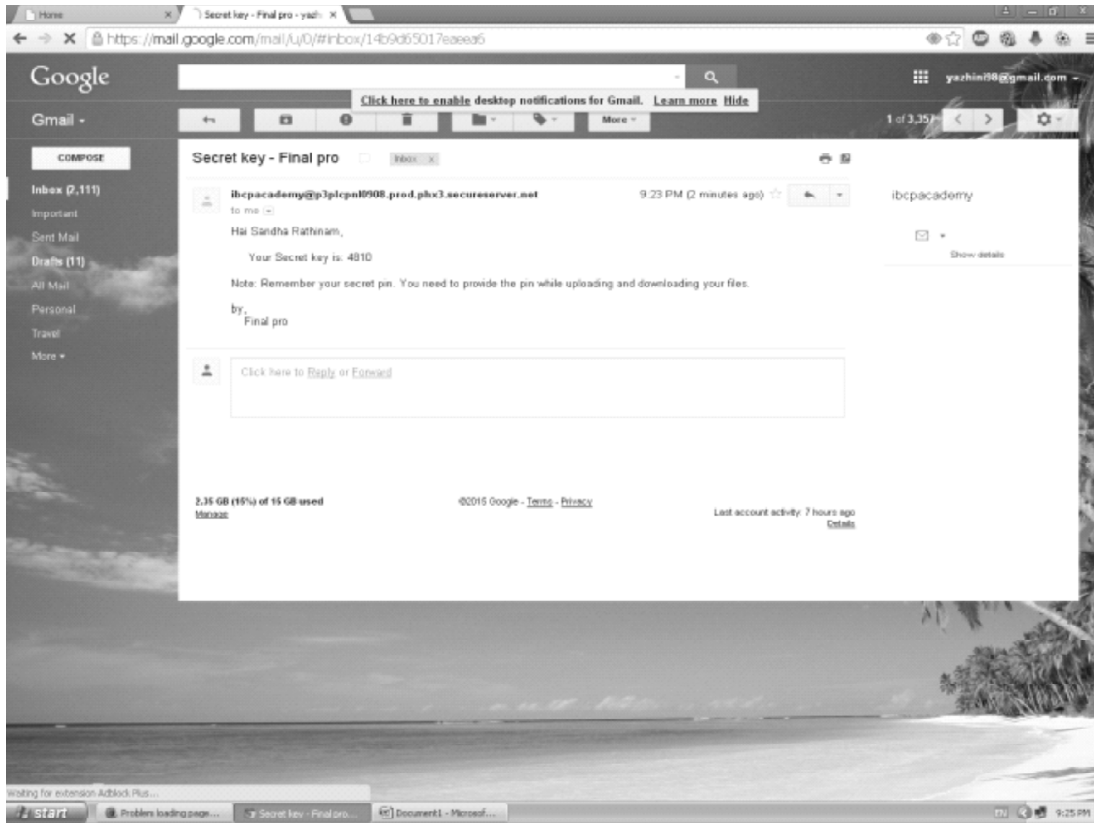 Home
Secret key - Final pro - yazhi
https://mail.google.com/mail/u/0/#inbox/14b9d65017eaeea6
Google
yazhini98@gmail.com
Click here to enable desktop notifications for Gmail. Learn more Hide
Gmail
More
1 of 3,357
COMPOSE
Secret key - Final pro
Inbox x
Inbox (2,111)
Important
Sent Mail
Drafts (11)
All Mail
Personal
Travel
More
ibcpacademy@p3plcpnl0908.prod.phx3.secureserver.net
9:23 PM (2 minutes ago)
to me
Hai Sandha Rathinam,
Your Secret key is: 4810
Note: Remember your secret pin. You need to provide the pin while uploading and downloading your files.
by,
Final pro
ibcpacademy
Show details
Click here to Reply or Forward
2.35 GB (15%) of 15 GB used
Manage
©2015 Google - Terms - Privacy
Last account activity: 7 hours ago
Details
Waiting for extension Adblock Plus...
start
Problem loading page...
Secret key - Final pro...
Document1 - Microsof...
EN
9:25 PM